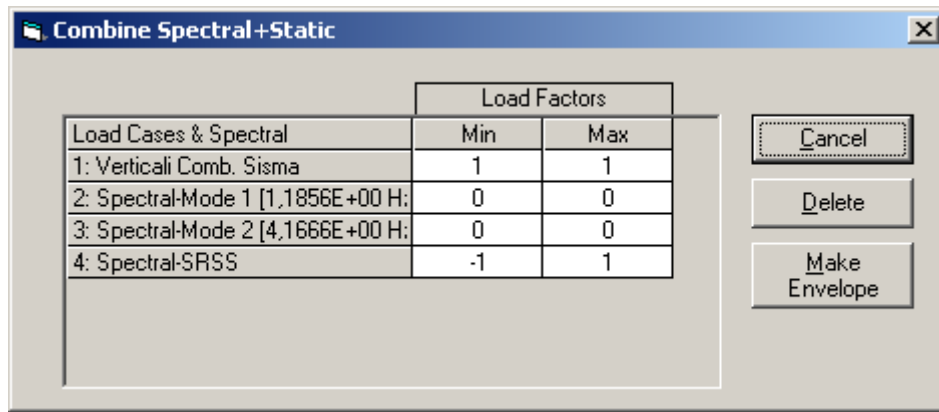 Combine Spectral+Static
Load Factors
Load Cases & Spectral Min Max
1: Verticali Comb. Sisma 1 1
2: Spectral-Mode 1 [1,1856E+00 H: 0 0
3: Spectral-Mode 2 [4,1666E+00 H: 0 0
4: Spectral-SRSS -1 1
Cancel
Delete
Make
Envelope